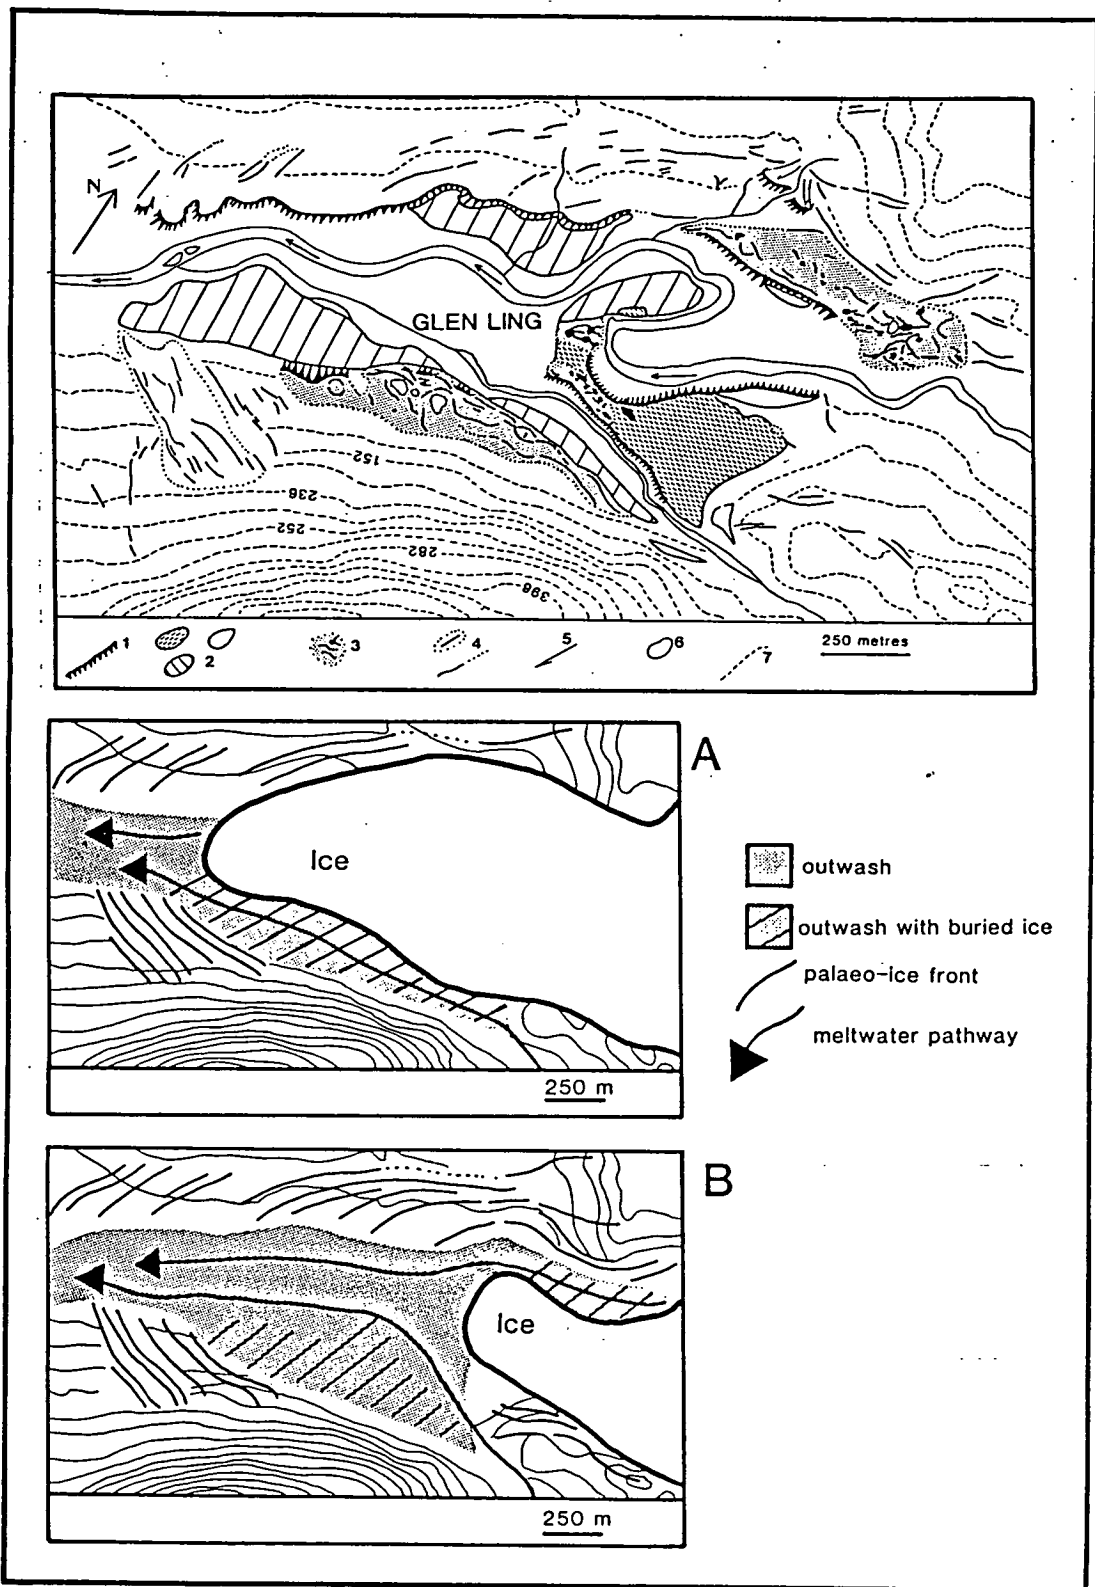 N
GLEN LING
152
236
252
282
398
1
2
3
4
5
6
7
250 metres
A
Ice
250 m
outwash
outwash with buried ice
palaeo-ice front
meltwater pathway
B
Ice
250 m